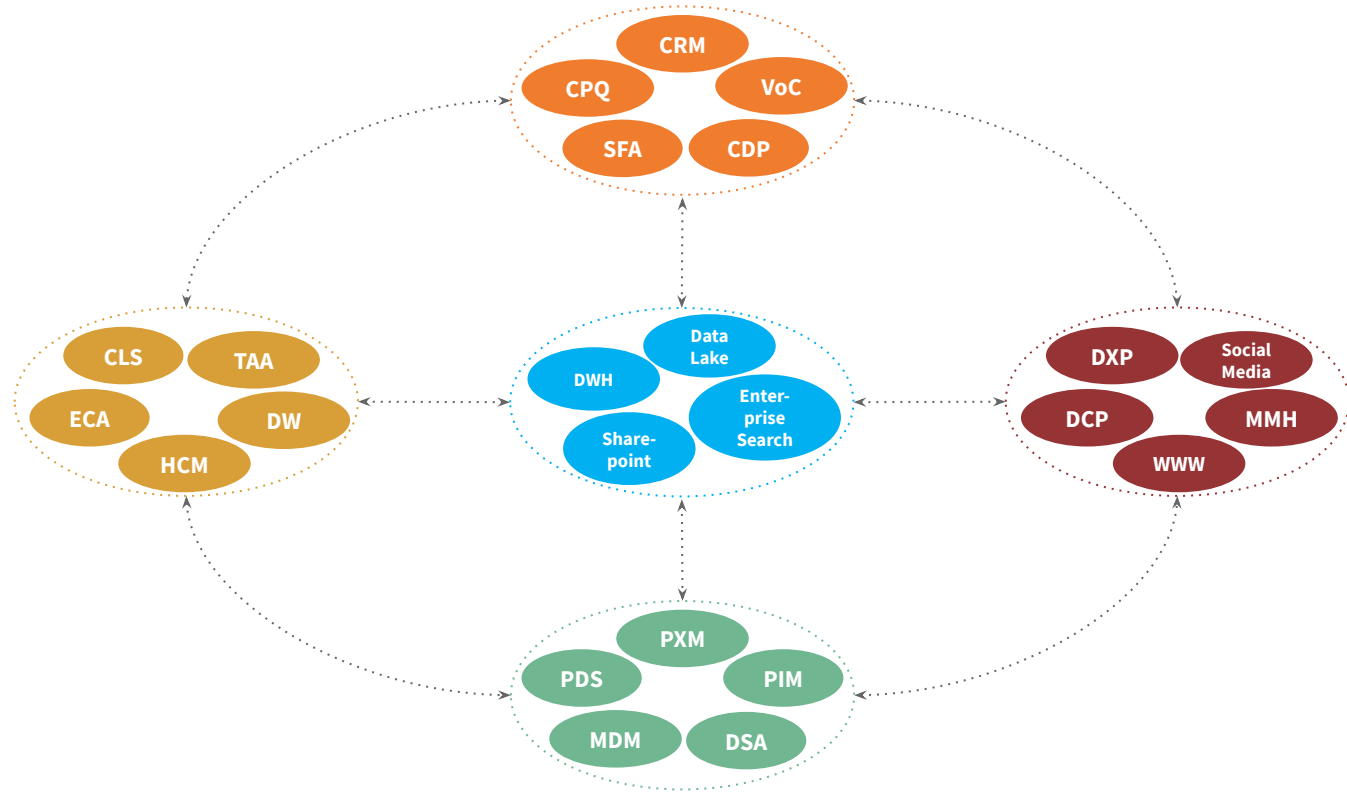 CRM
CPQ
VoC
SFA
CDP
CLS
TAA
ECA
DW
HCM
Data
Lake
DWH
Enter-
prise
Search
Share-
point
DXP
Social
Media
DCP
MMH
WWW
PXM
PDS
PIM
MDM
DSA